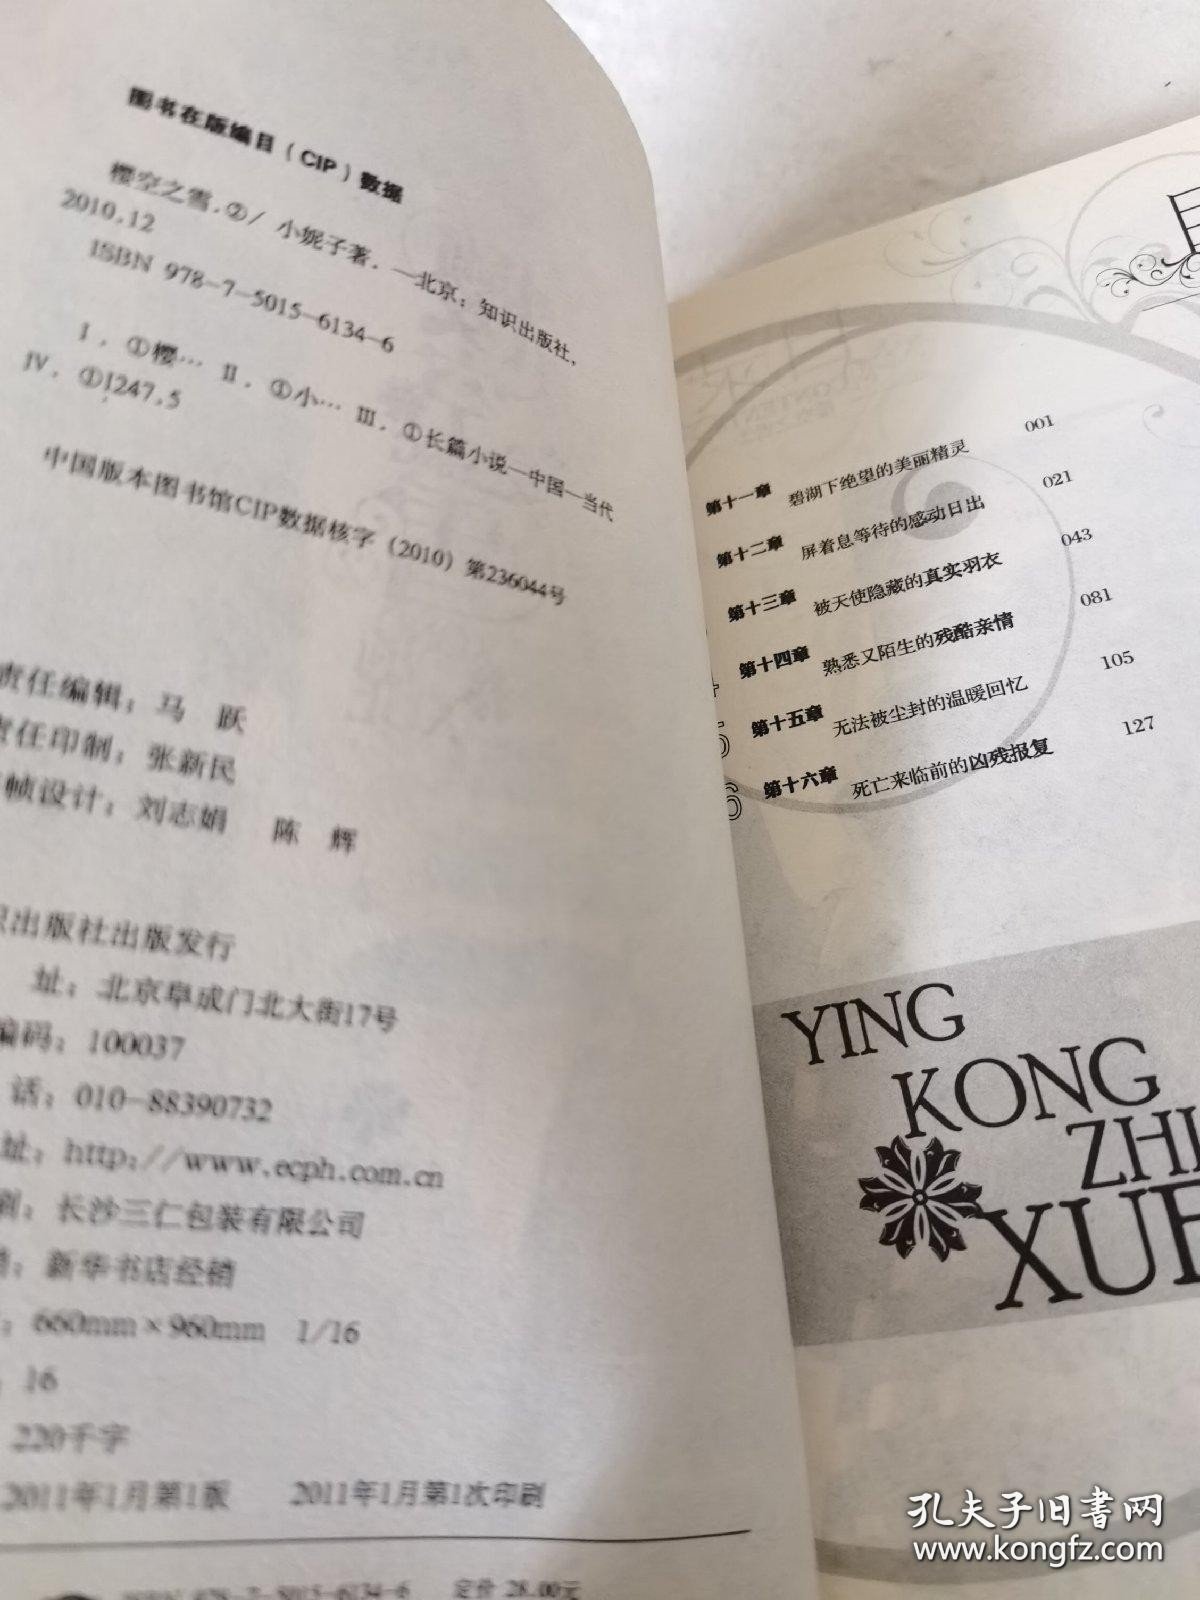 图书在版编目（CIP）数据
樱空之雪.②/小妮子著.—北京：知识出版社，
2010.12
ISBN 978-7-5015-6134-6
Ⅰ.①樱… Ⅱ.①小… Ⅲ.①长篇小说—中国—当代
Ⅳ.①I247.5
中国版本图书馆CIP数据核字（2010）第236044号
责任编辑：马 跃
责任印制：张新民
帧设计：刘志娟 陈 辉
识出版社出版发行
址：北京阜成门北大街17号
编码：100037
话：010-88390732
址：http://www.ecph.com.cn
刷：长沙三仁包装有限公司
销：新华书店经销
：660mm×960mm 1/16
16
220千字
2011年1月第1版 2011年1月第1次印刷
ISBN 978-7-5015-6134-6 定价 28.00元
目
第十一章 碧湖下绝望的美丽精灵 001
第十二章 屏着息等待的感动日出 021
第十三章 被天使隐藏的真实羽衣 043
第十四章 熟悉又陌生的残酷亲情 081
第十五章 无法被尘封的温暖回忆 105
第十六章 死亡来临前的凶残报复 127
YING
KONG
ZHI
XUE
孔夫子旧书网
www.kongfz.com